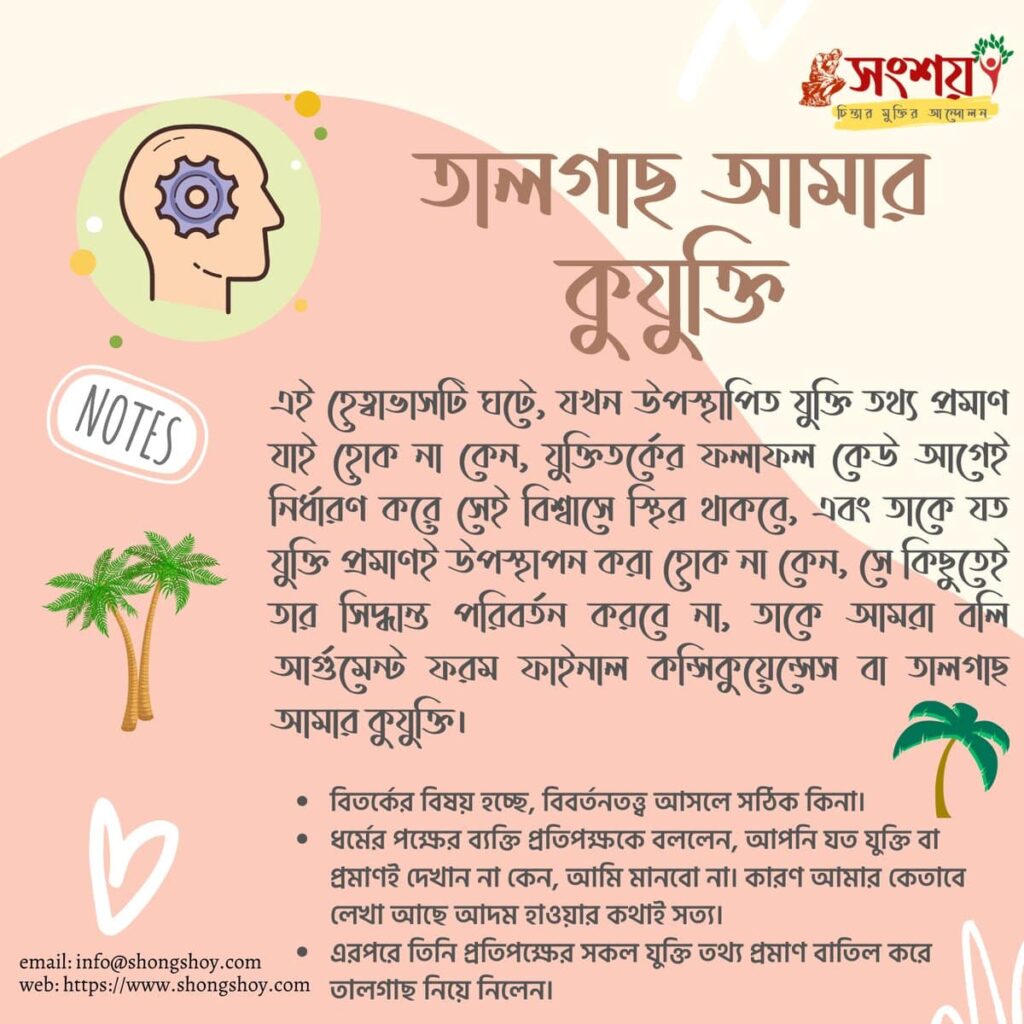 সংশয়
চিন্তার মুক্তির আন্দোলন
তালগাছ আমার
কুযুক্তি
NOTES
এই হেত্বাভাসটি ঘটে, যখন উপস্থাপিত যুক্তি তথ্য প্রমাণ
যাই হোক না কেন, যুক্তিতর্কের ফলাফল কেউ আগেই
নির্ধারণ করে সেই বিশ্বাসে স্থির থাকবে, এবং তাকে যত
যুক্তি প্রমাণই উপস্থাপন করা হোক না কেন, সে কিছুতেই
তার সিদ্ধান্ত পরিবর্তন করবে না, তাকে আমরা বলি
আর্গুমেন্ট ফরম ফাইনাল কন্সিকুয়েন্সেস বা তালগাছ
আমার কুযুক্তি।
• বিতর্কের বিষয় হচ্ছে, বিবর্তনতত্ত্ব আসলে সঠিক কিনা।
• ধর্মের পক্ষের ব্যক্তি প্রতিপক্ষকে বললেন, আপনি যত যুক্তি বা
প্রমাণই দেখান না কেন, আমি মানবো না। কারণ আমার কেতাবে
লেখা আছে আদম হাওয়ার কথাই সত্য।
• এরপরে তিনি প্রতিপক্ষের সকল যুক্তি তথ্য প্রমাণ বাতিল করে
তালগাছ নিয়ে নিলেন।
email: info@shongshoy.com
web: https://www.shongshoy.com